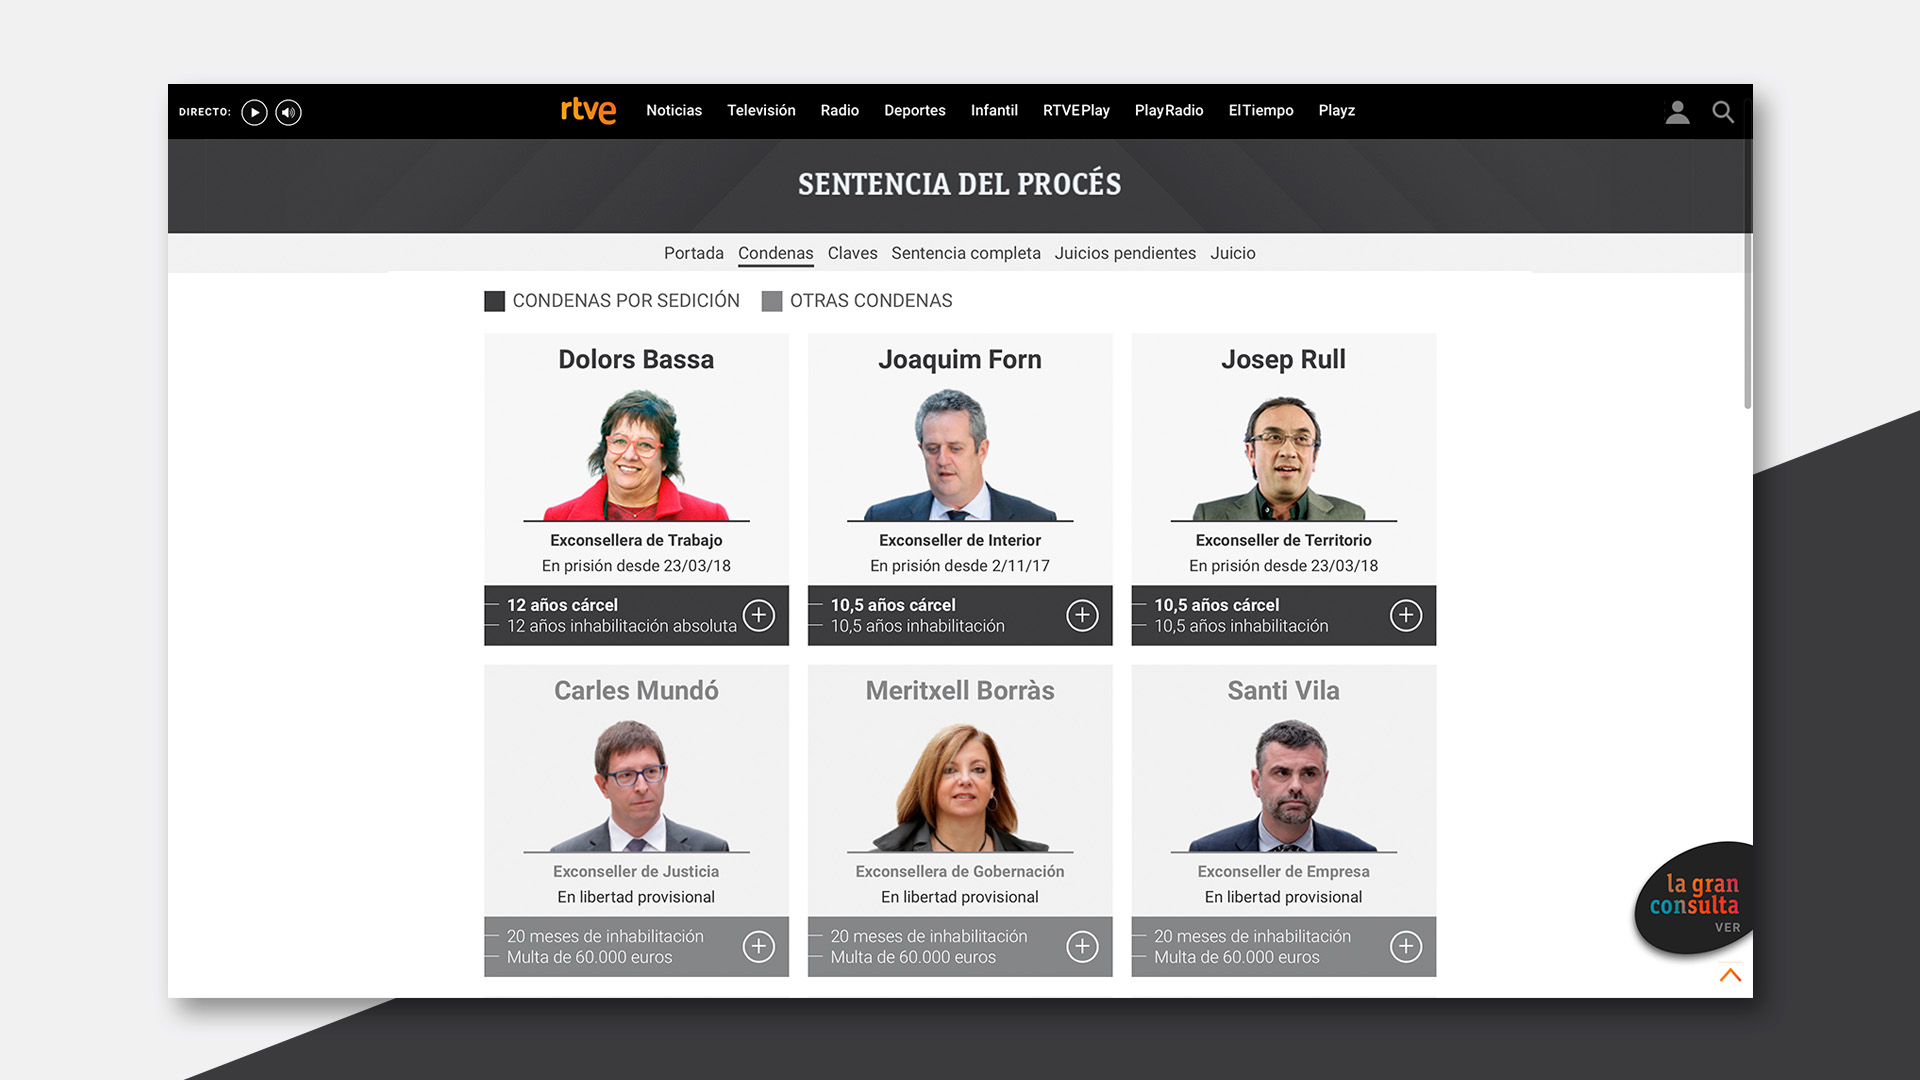 DIRECTO:
rtve
Noticias Televisión Radio Deportes Infantil RTVE Play PlayRadio ElTiempo Playz
SENTENCIA DEL PROCÉS
Portada Condenas Claves Sentencia completa Juicios pendientes Juicio
CONDENAS POR SEDICIÓN OTRAS CONDENAS
Dolors Bassa
Exconsellera de Trabajo
En prisión desde 23/03/18
12 años cárcel
12 años inhabilitación absoluta
Joaquim Forn
Exconseller de Interior
En prisión desde 2/11/17
10,5 años cárcel
10,5 años inhabilitación
Josep Rull
Exconseller de Territorio
En prisión desde 23/03/18
10,5 años cárcel
10,5 años inhabilitación
Carles Mundó
Exconseller de Justicia
En libertad provisional
20 meses de inhabilitación
Multa de 60.000 euros
Meritxell Borràs
Exconsellera de Gobernación
En libertad provisional
20 meses de inhabilitación
Multa de 60.000 euros
Santi Vila
Exconseller de Empresa
En libertad provisional
20 meses de inhabilitación
Multa de 60.000 euros
la gran
consulta
VER